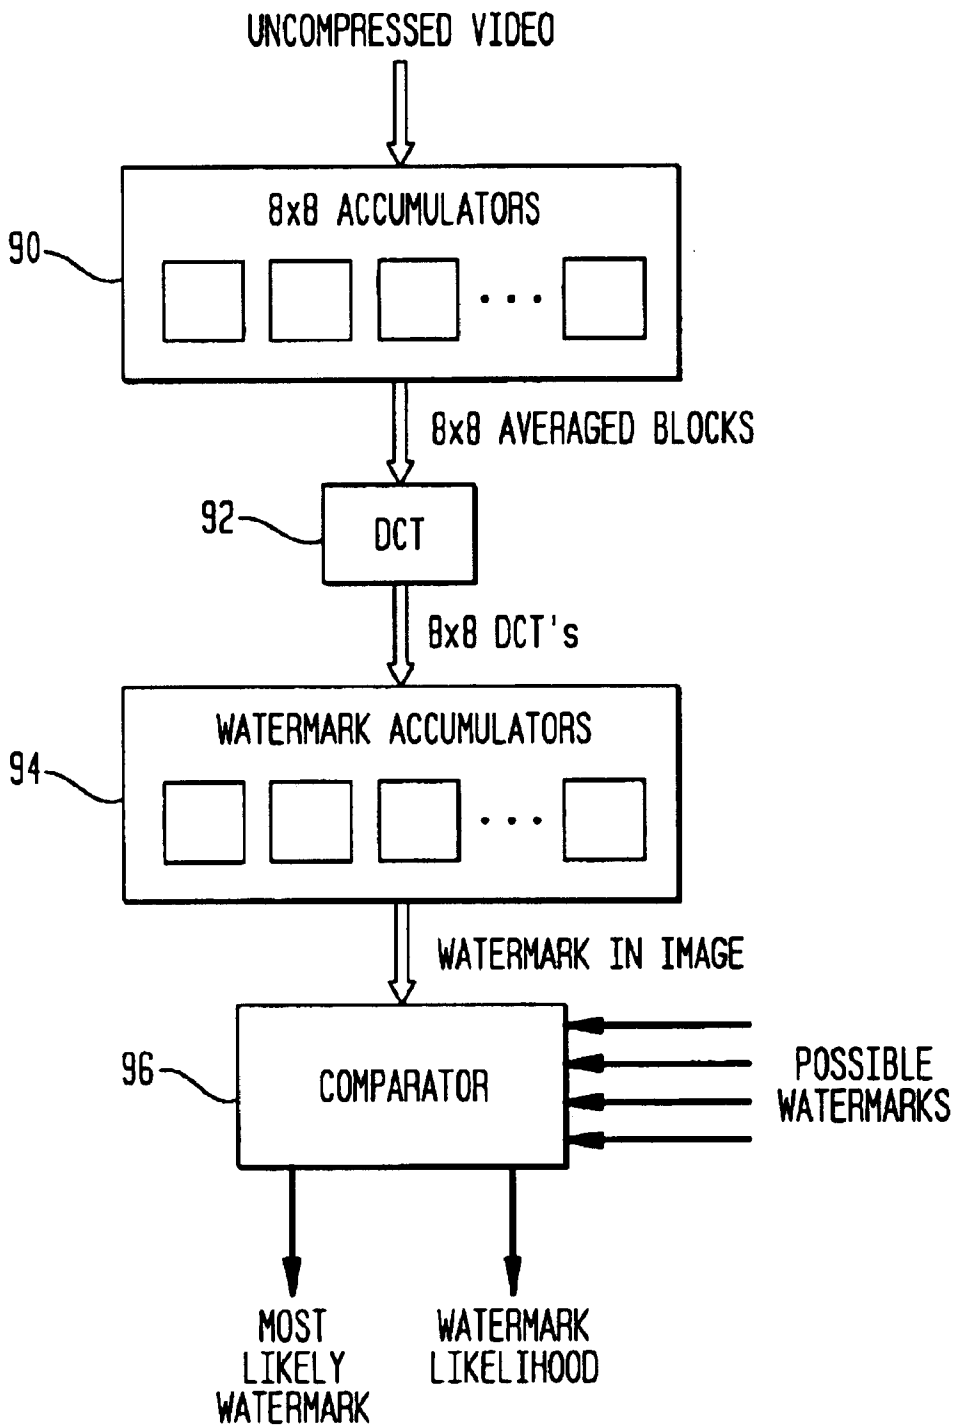 UNCOMPRESSED VIDEO
8x8 ACCUMULATORS
90
8x8 AVERAGED BLOCKS
92
DCT
8x8 DCT's
WATERMARK ACCUMULATORS
94
WATERMARK IN IMAGE
96
COMPARATOR
POSSIBLE
WATERMARKS
MOST
LIKELY
WATERMARK
WATERMARK
LIKELIHOOD